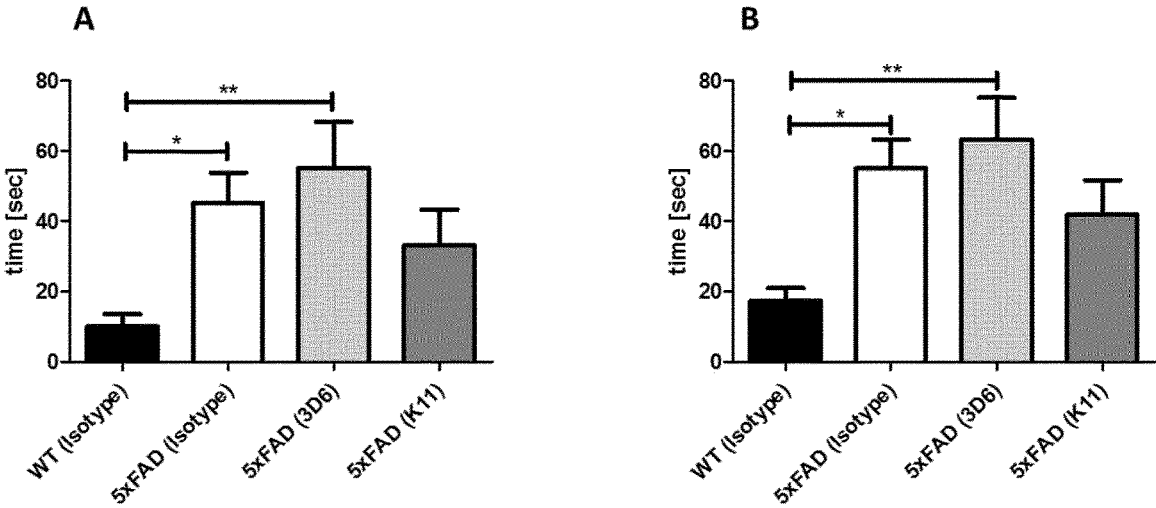 A
time [sec]
80
60
40
20
0
**
*
WT (Isotype)
5xFAD (Isotype)
5xFAD (3D6)
5xFAD (K11)
B
time [sec]
80
60
40
20
0
**
*
WT (Isotype)
5xFAD (Isotype)
5xFAD (3D6)
5xFAD (K11)